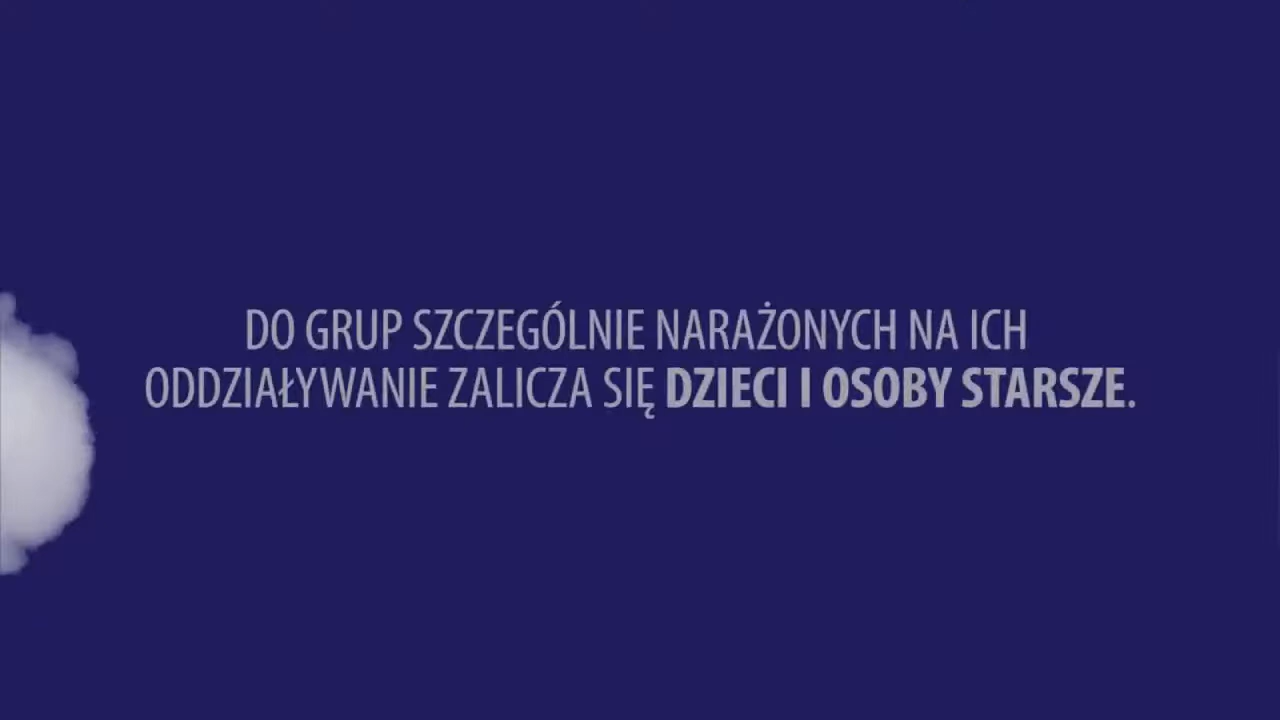 DO GRUP SZCZEGÓLNIE NARAŻONYCH NA ICH
ODDZIAŁYWANIE ZALICZA SIĘ DZIECI I OSOBY STARSZE.